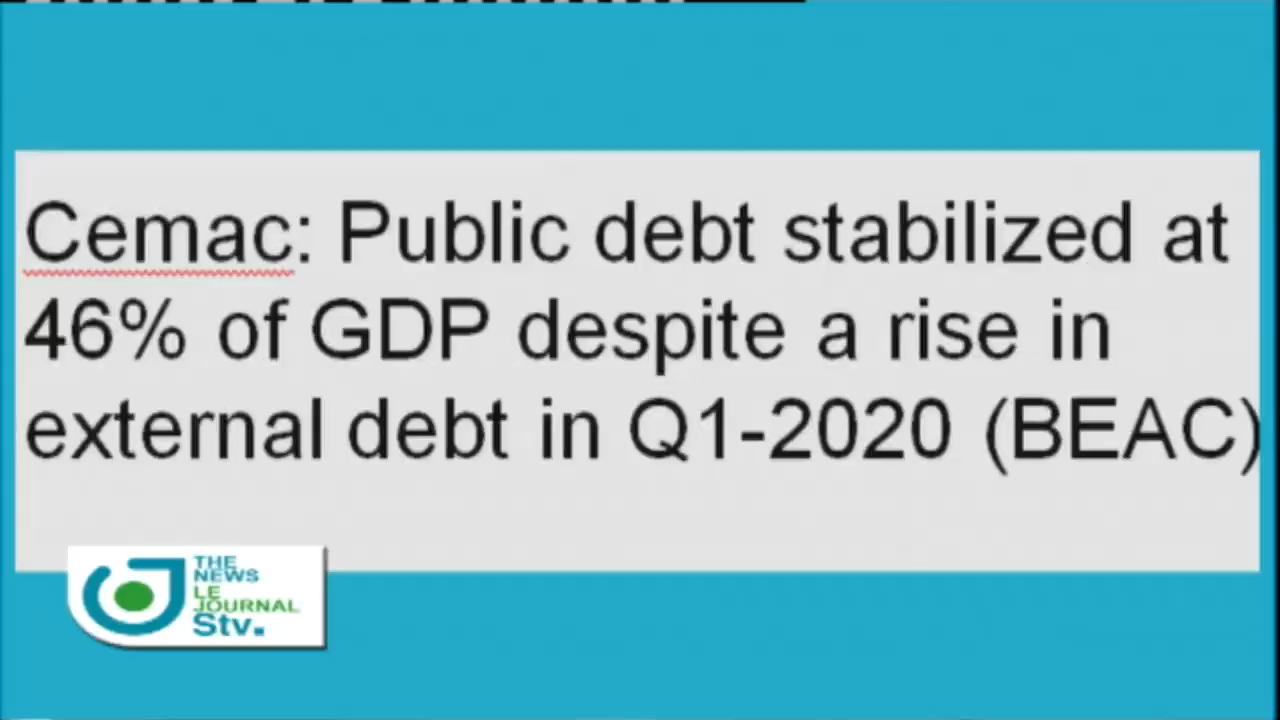 Cemac: Public debt stabilized at
46% of GDP despite a rise in
external debt in Q1-2020 (BEAC)
THE
NEWS
LE
JOURNAL
Stv.